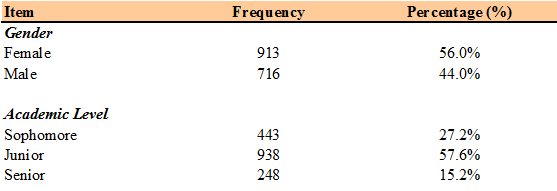 Item Frequency Percentage (%)
Gender
Female 913 56.0%
Male 716 44.0%
Academic Level
Sophomore 443 27.2%
Junior 938 57.6%
Senior 248 15.2%